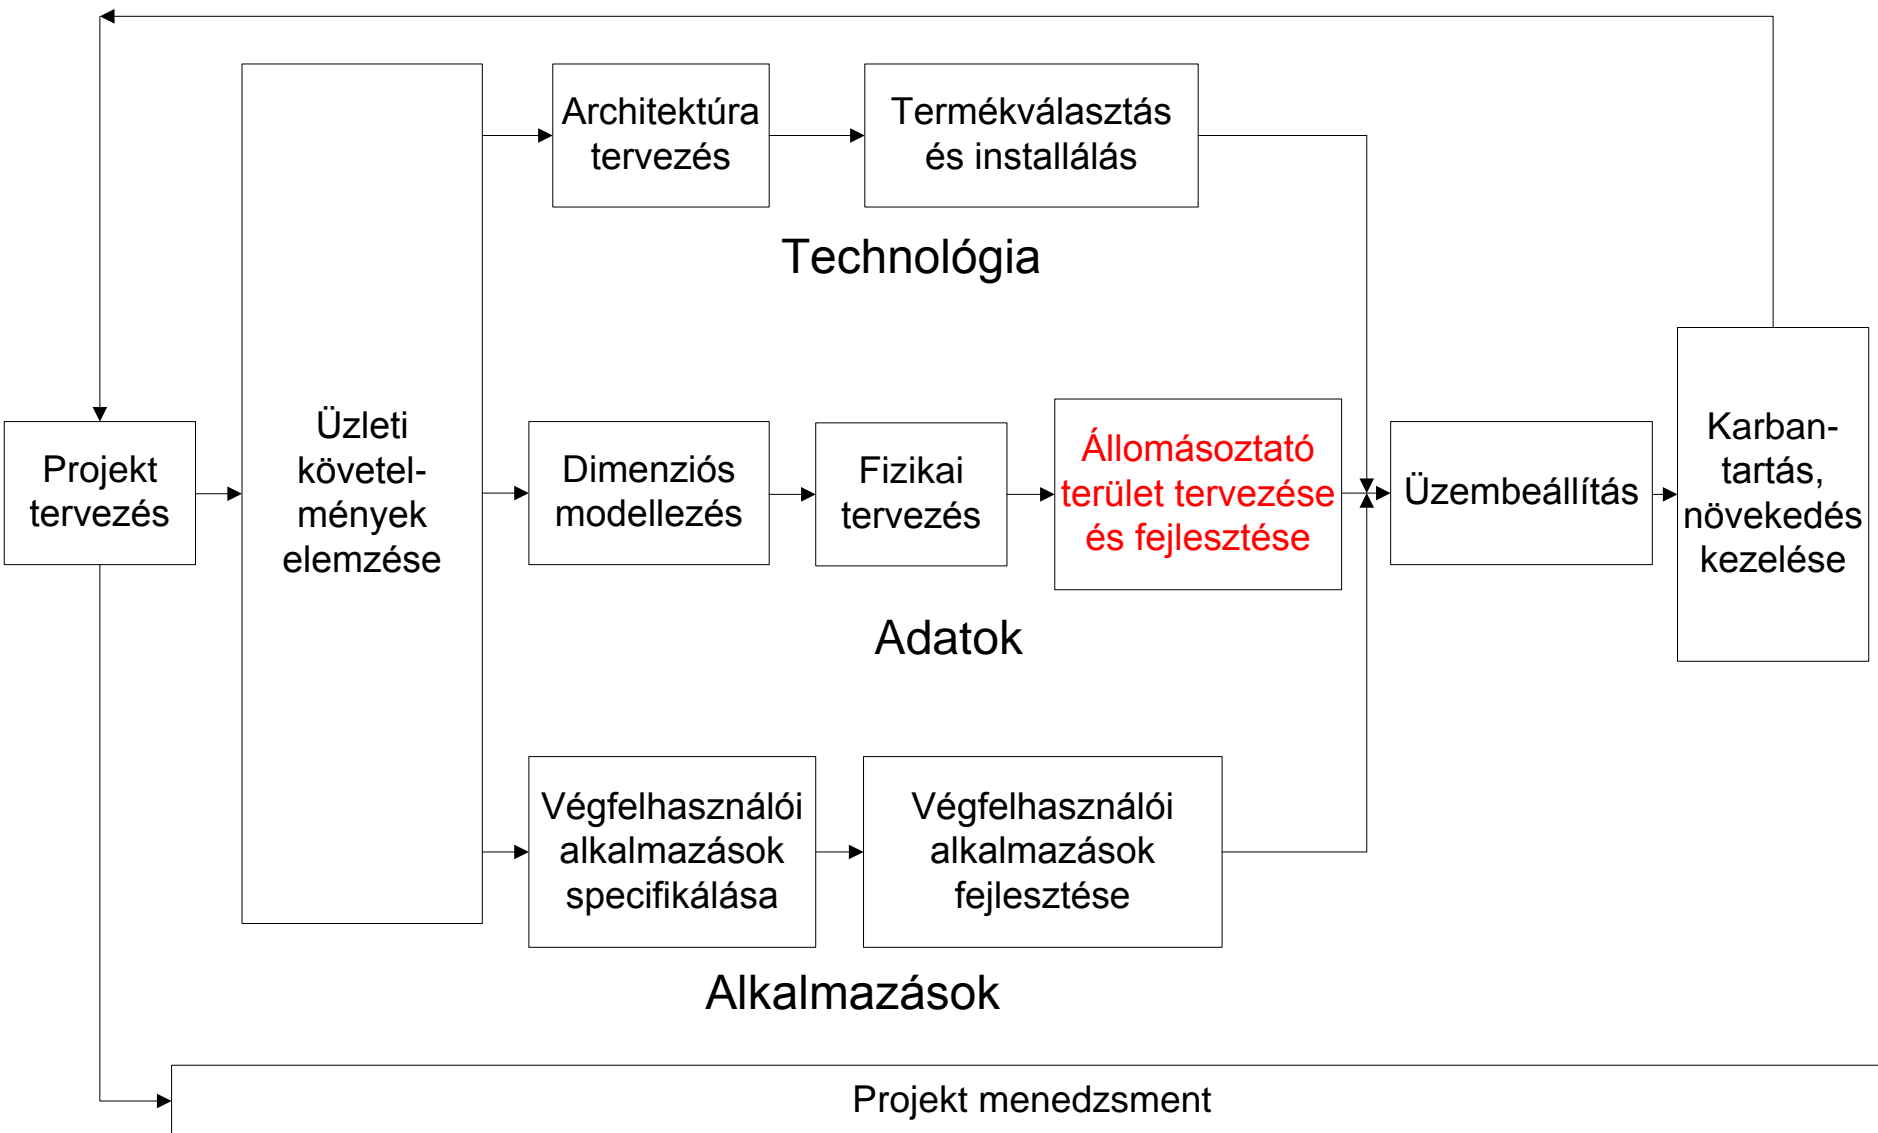 Architektúra
tervezés
Termékválasztás
és installálás
Technológia
Projekt
tervezés
Üzleti
követel-
mények
elemzése
Dimenziós
modellezés
Fizikai
tervezés
Állomásoztató
terület tervezése
és fejlesztése
Üzembeállítás
Karban-
tartás,
növekedés
kezelése
Adatok
Végfelhasználói
alkalmazások
specifikálása
Végfelhasználói
alkalmazások
fejlesztése
Alkalmazások
Projekt menedzsment